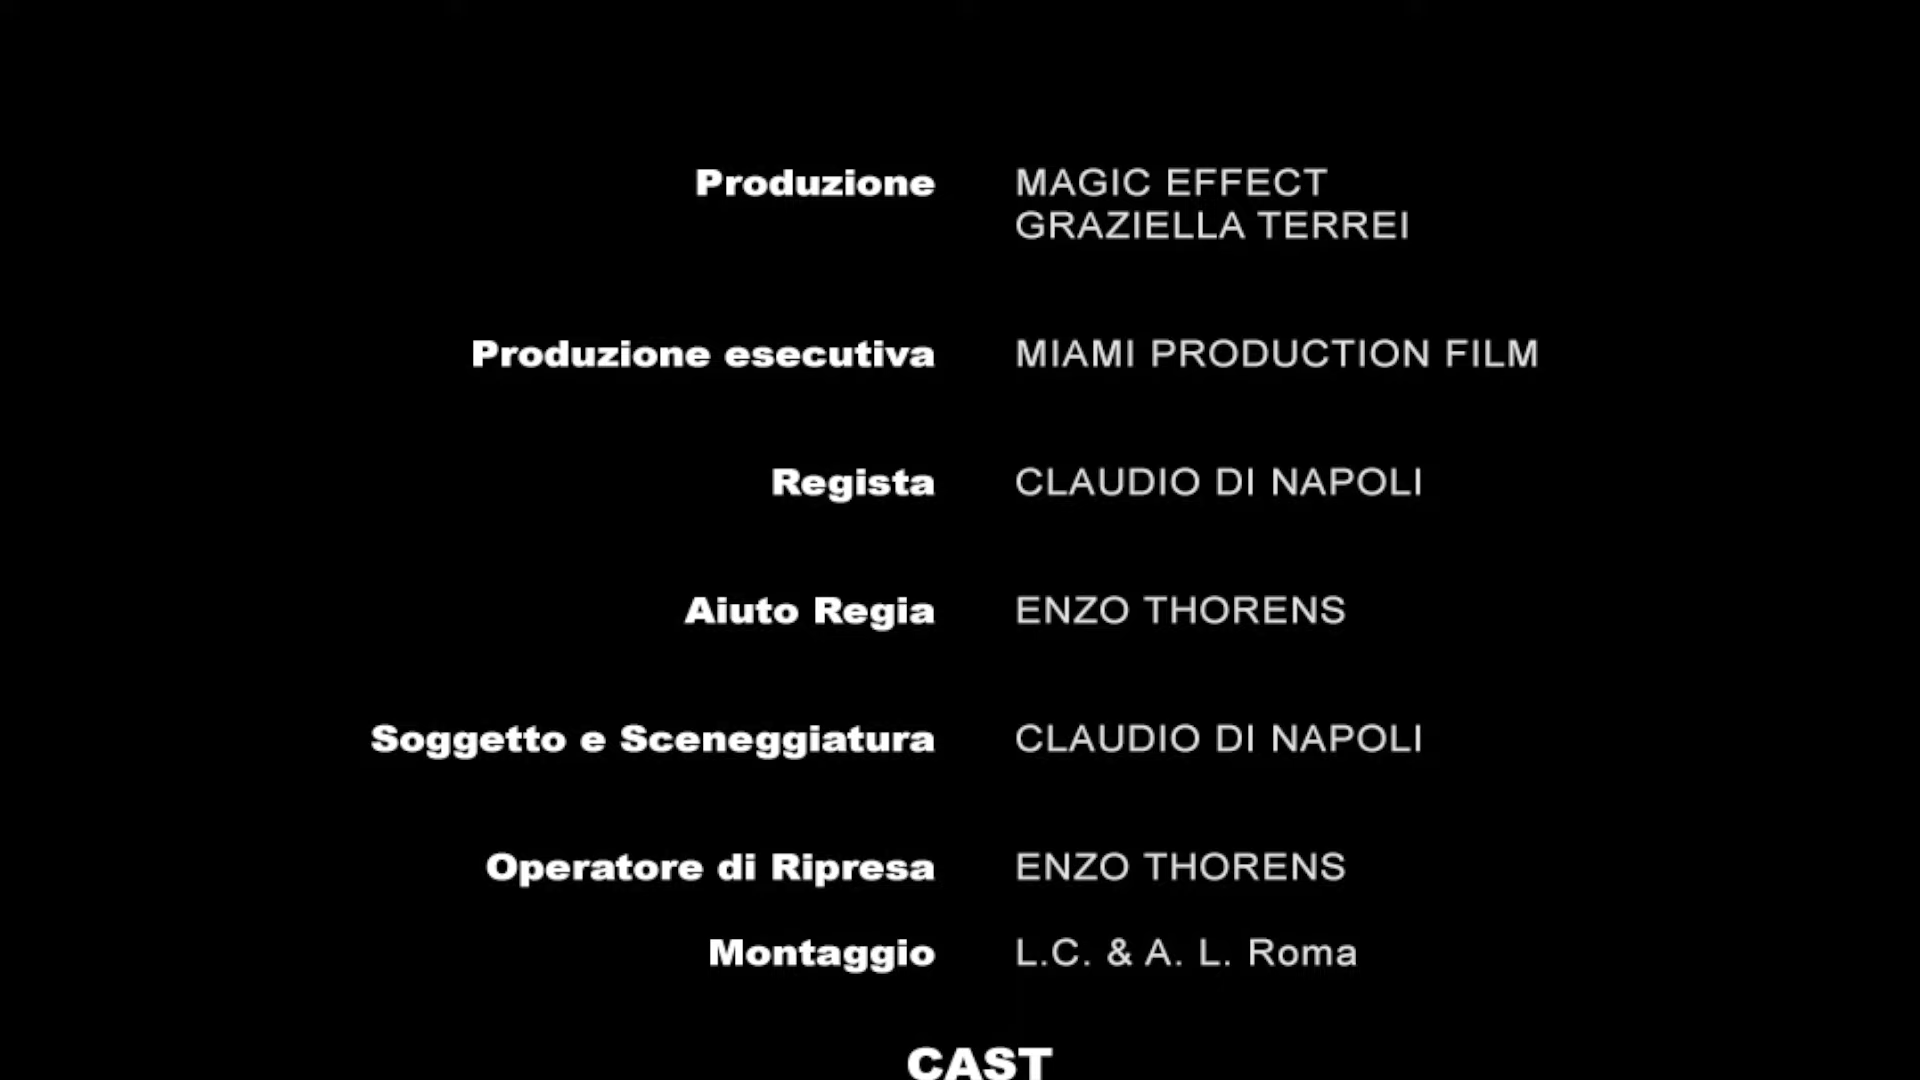 Produzione MAGIC EFFECT
GRAZIELLA TERREI
Produzione esecutiva MIAMI PRODUCTION FILM
Regista CLAUDIO DI NAPOLI
Aiuto Regia ENZO THORENS
Soggetto e Sceneggiatura CLAUDIO DI NAPOLI
Operatore di Ripresa ENZO THORENS
Montaggio L.C. & A. L. Roma
CAST